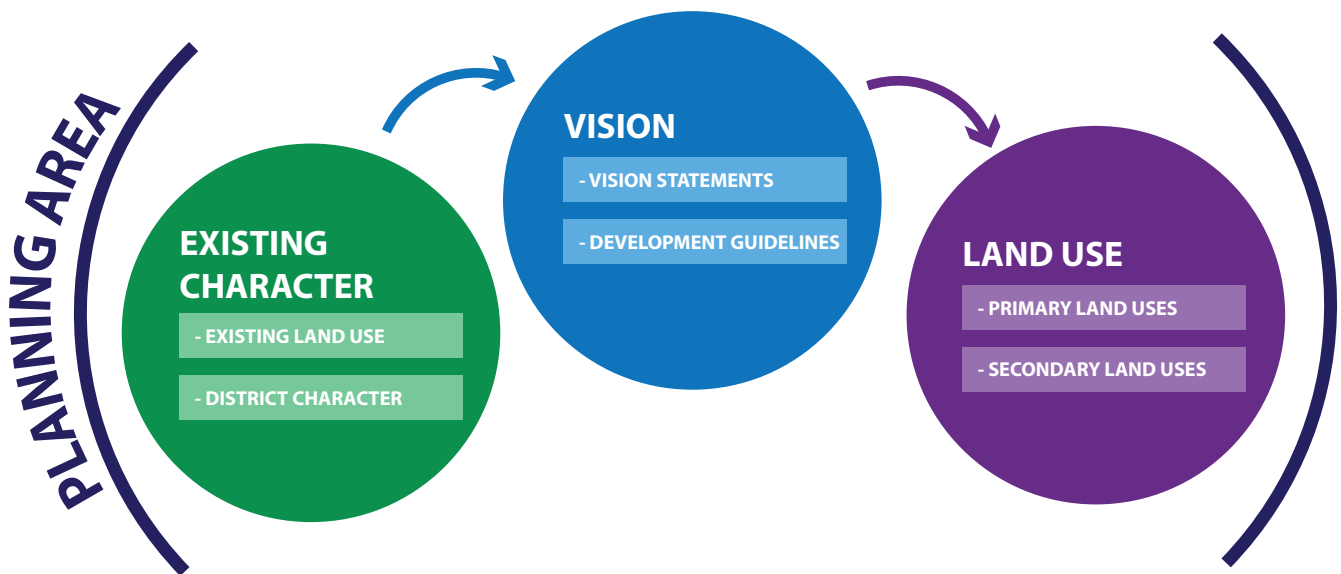 PLANNING AREA
EXISTING
CHARACTER
- EXISTING LAND USE
- DISTRICT CHARACTER
VISION
- VISION STATEMENTS
- DEVELOPMENT GUIDELINES
LAND USE
- PRIMARY LAND USES
- SECONDARY LAND USES